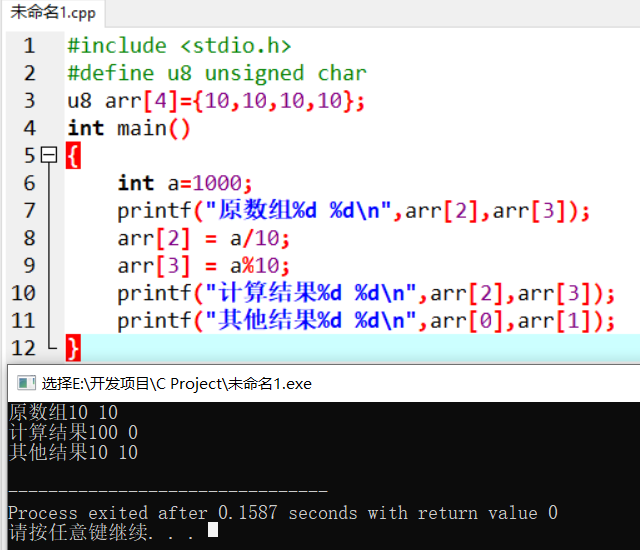 未命名1.cpp
1 #include <stdio.h>
2 #define u8 unsigned char
3 u8 arr[4]={10,10,10,10};
4 int main()
5 {
6 int a=1000;
7 printf("原数组%d %d\n",arr[2],arr[3]);
8 arr[2] = a/10;
9 arr[3] = a%10;
10 printf("计算结果%d %d\n",arr[2],arr[3]);
11 printf("其他结果%d %d\n",arr[0],arr[1]);
12 }
选择E:\开发项目\C Project\未命名1.exe
原数组10 10
计算结果100 0
其他结果10 10
--------------------------------
Process exited after 0.1587 seconds with return value 0
请按任意键继续. . .